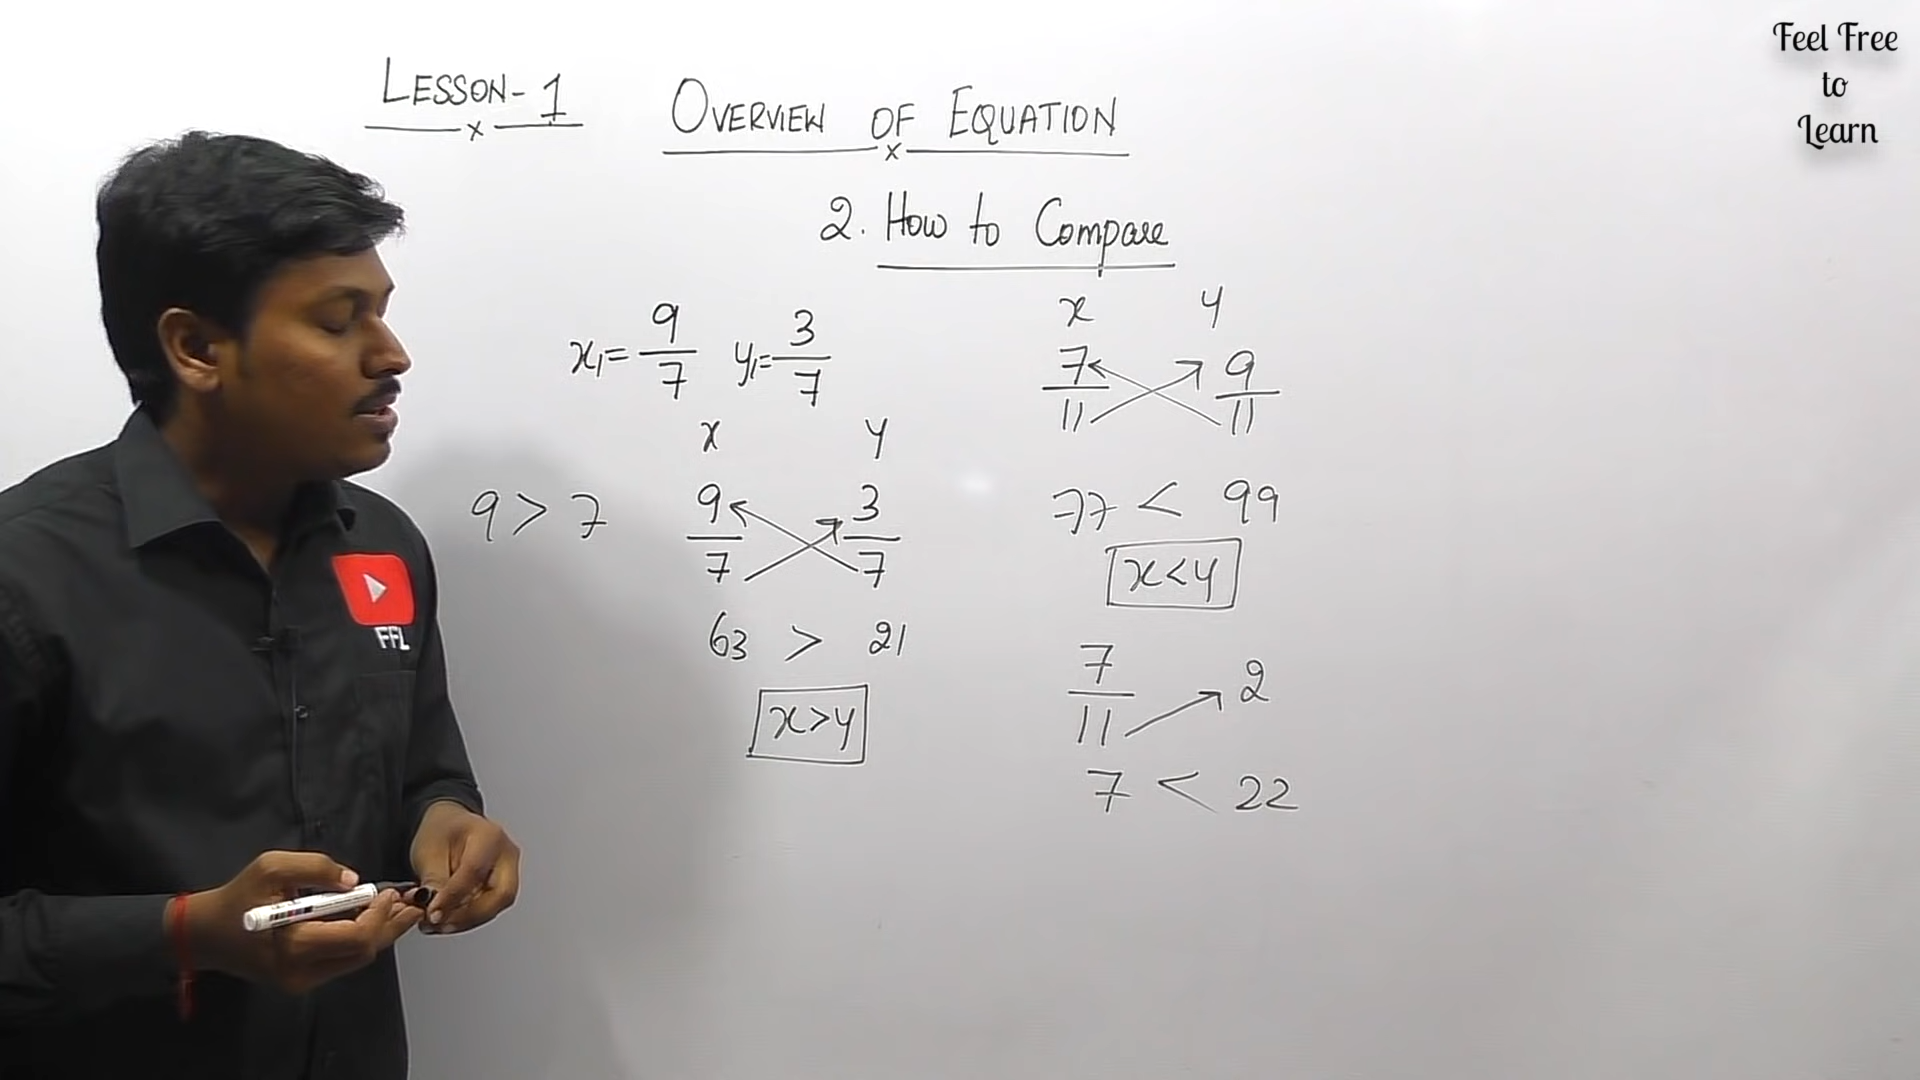 Feel Free
to
Learn
LESSON-1
OVERVIEW OF EQUATION
2. How to Compare
x₁ = 9/7 y₁ = 3/7
x y
9 > 7
9/7 3/7
63 > 21
x>y
x y
7/11 9/11
77 < 99
x<y
7/11 2
7 < 22
FFL